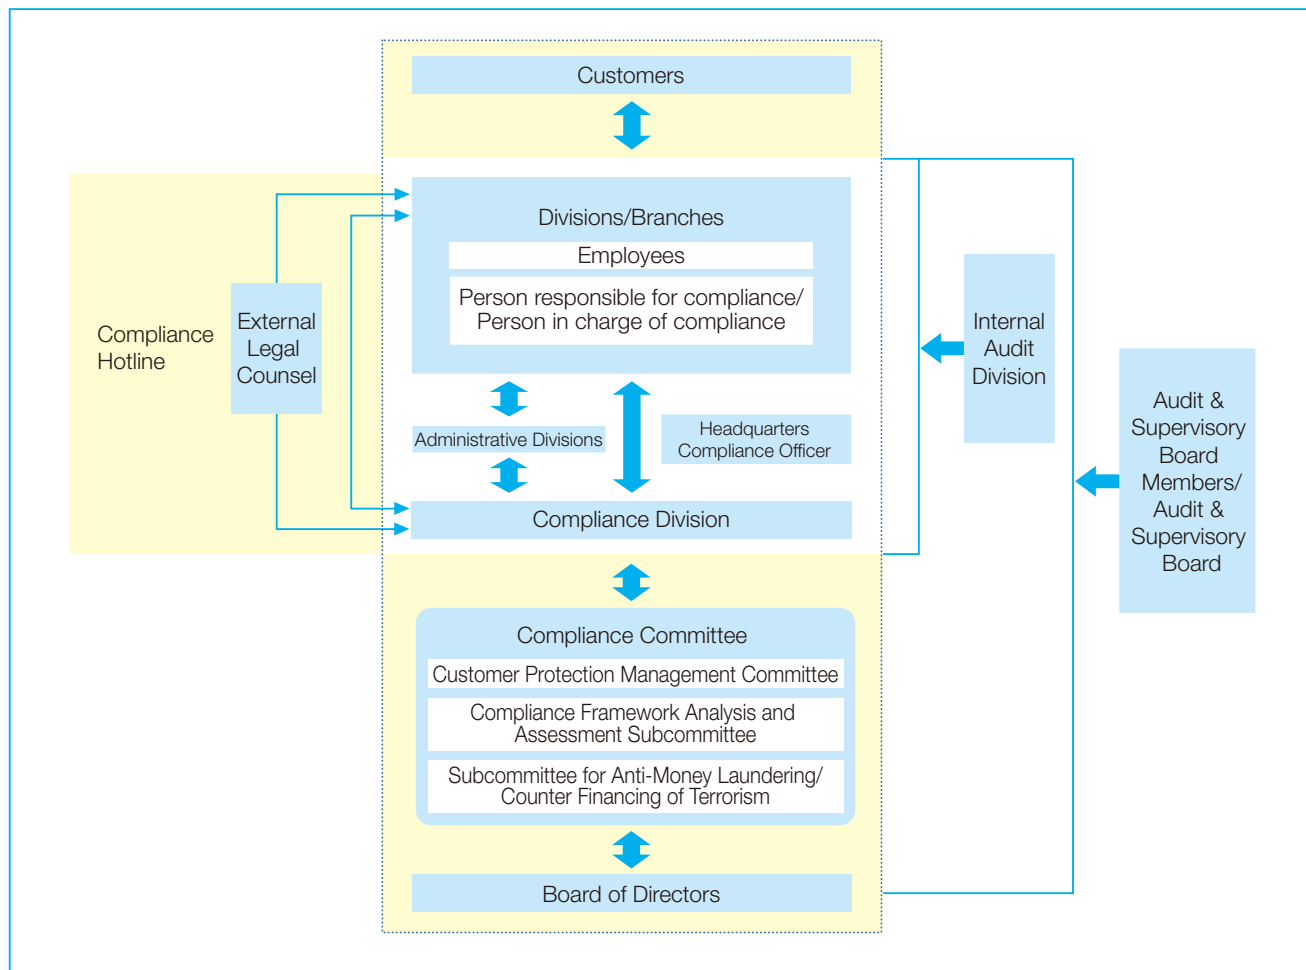 Customers
Divisions/Branches
Employees
Person responsible for compliance/
Person in charge of compliance
Compliance
Hotline
External
Legal
Counsel
Internal
Audit
Division
Audit &
Supervisory
Board
Members/
Audit &
Supervisory
Board
Administrative Divisions
Headquarters
Compliance Officer
Compliance Division
Compliance Committee
Customer Protection Management Committee
Compliance Framework Analysis and
Assessment Subcommittee
Subcommittee for Anti-Money Laundering/
Counter Financing of Terrorism
Board of Directors